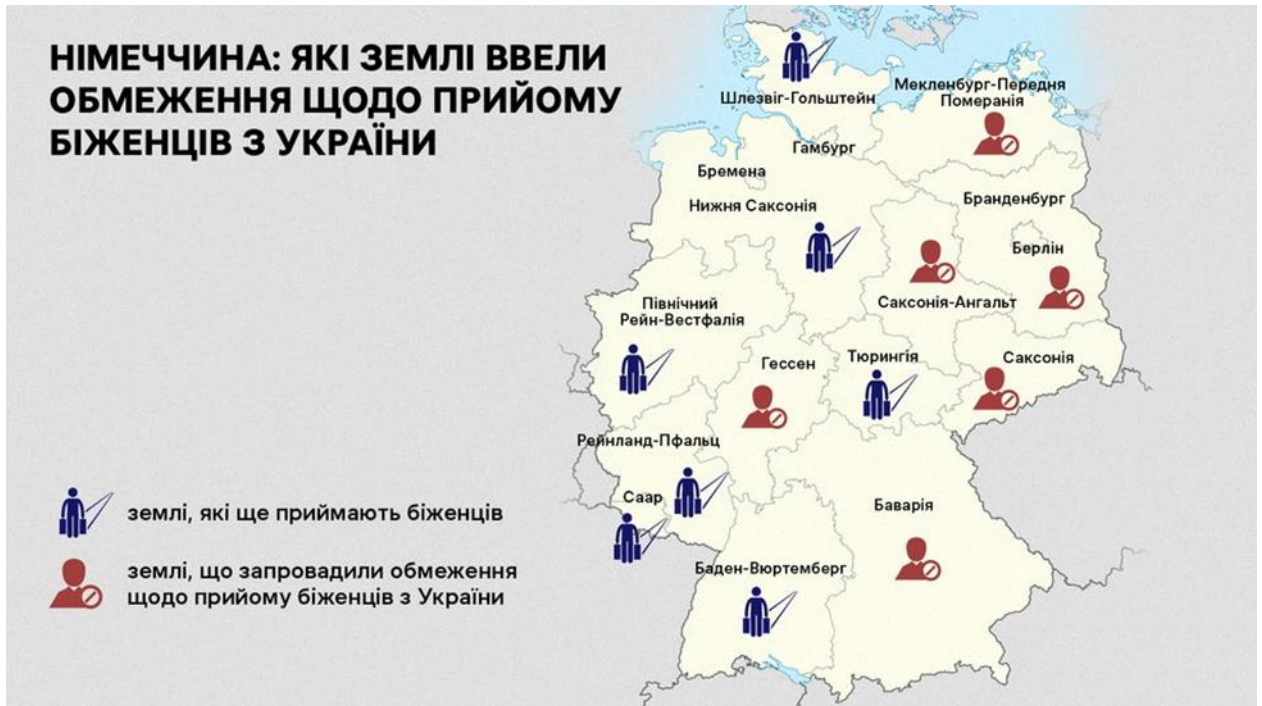 НІМЕЧЧИНА: ЯКІ ЗЕМЛІ ВВЕЛИ
ОБМЕЖЕННЯ ЩОДО ПРИЙОМУ
БІЖЕНЦІВ З УКРАЇНИ
Шлезвіг-Гольштейн
Мекленбург-Передня
Померанія
Гамбург
Бремена
Нижня Саксонія
Бранденбург
Берлін
Саксонія-Ангальт
Північний
Рейн-Вестфалія
Гессен
Тюрингія
Саксонія
Рейнланд-Пфальц
Саар
Баварія
Баден-Вюртемберг
землі, які ще приймають біженців
землі, що запровадили обмеження
щодо прийому біженців з України